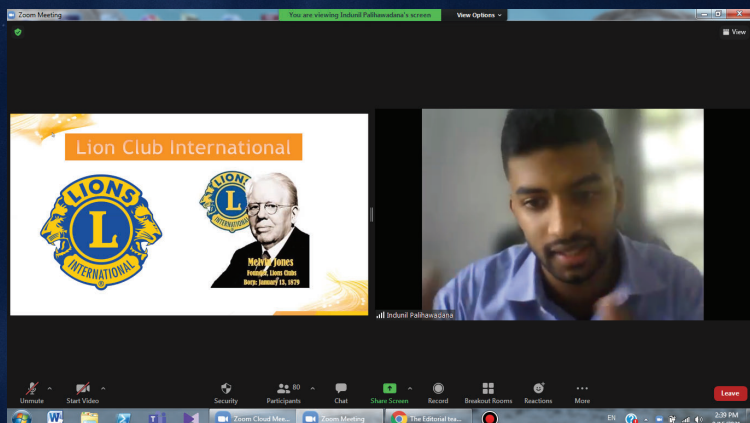 Zoom Meeting
You are viewing Indunil Palihawadana's screen
View Options
View
Lion Club International
LIONS
L
INTERNATIONAL
LIONS
L
INTERNATIONAL
Melvin Jones
Founder, Lions Clubs
Born: January 13, 1879
Indunil Palihawadana
Unmute
Start Video
Security
80
Participants
Chat
Share Screen
Record
Breakout Rooms
Reactions
More
Leave
Zoom Cloud Mee...
Zoom Meeting
The Editorial tea...
EN
2:39 PM